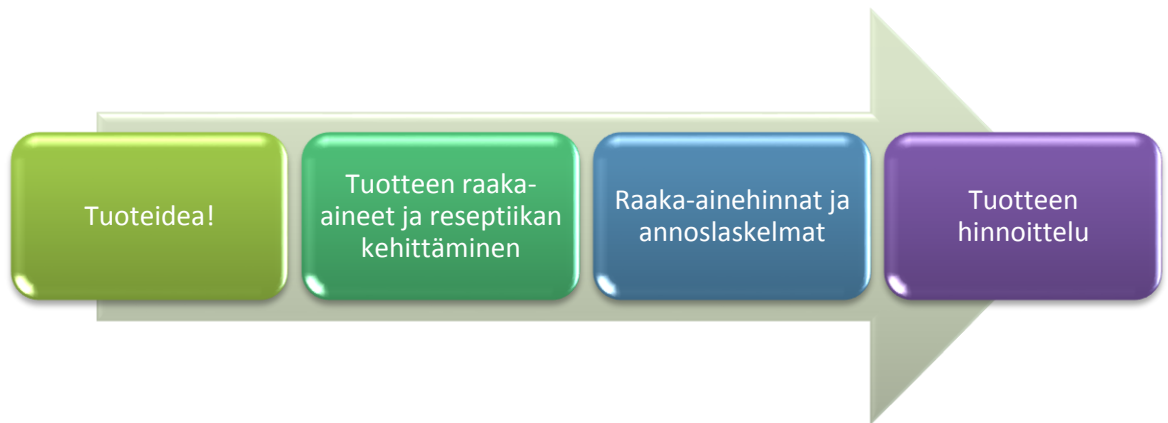 Tuoteidea!
Tuotteen raaka-
aineet ja reseptiikan
kehittäminen
Raaka-ainehinnat ja
annoslaskelmat
Tuotteen
hinnoittelu